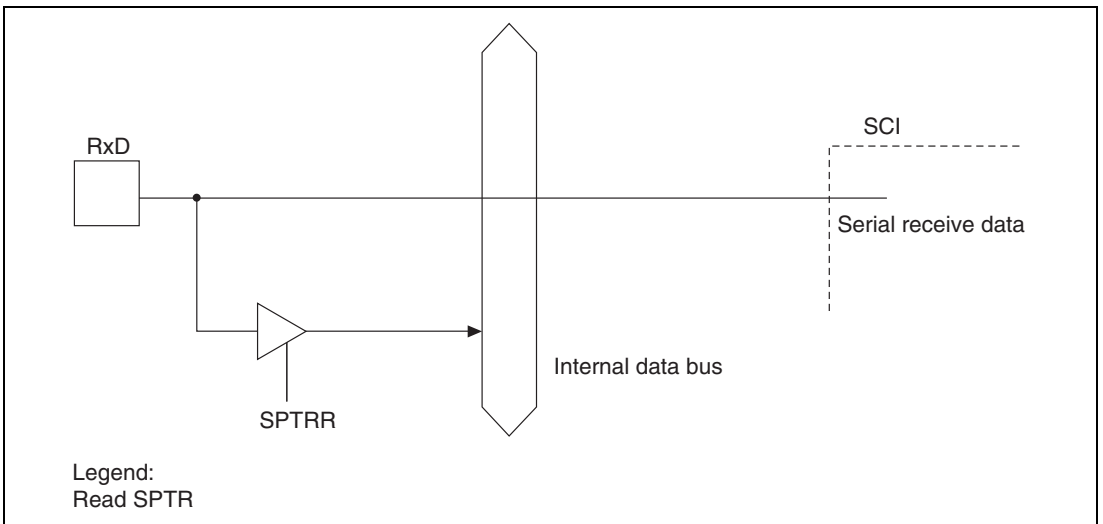 SCI
RxD
Serial receive data
Internal data bus
SPTRR
Legend:
Read SPTR